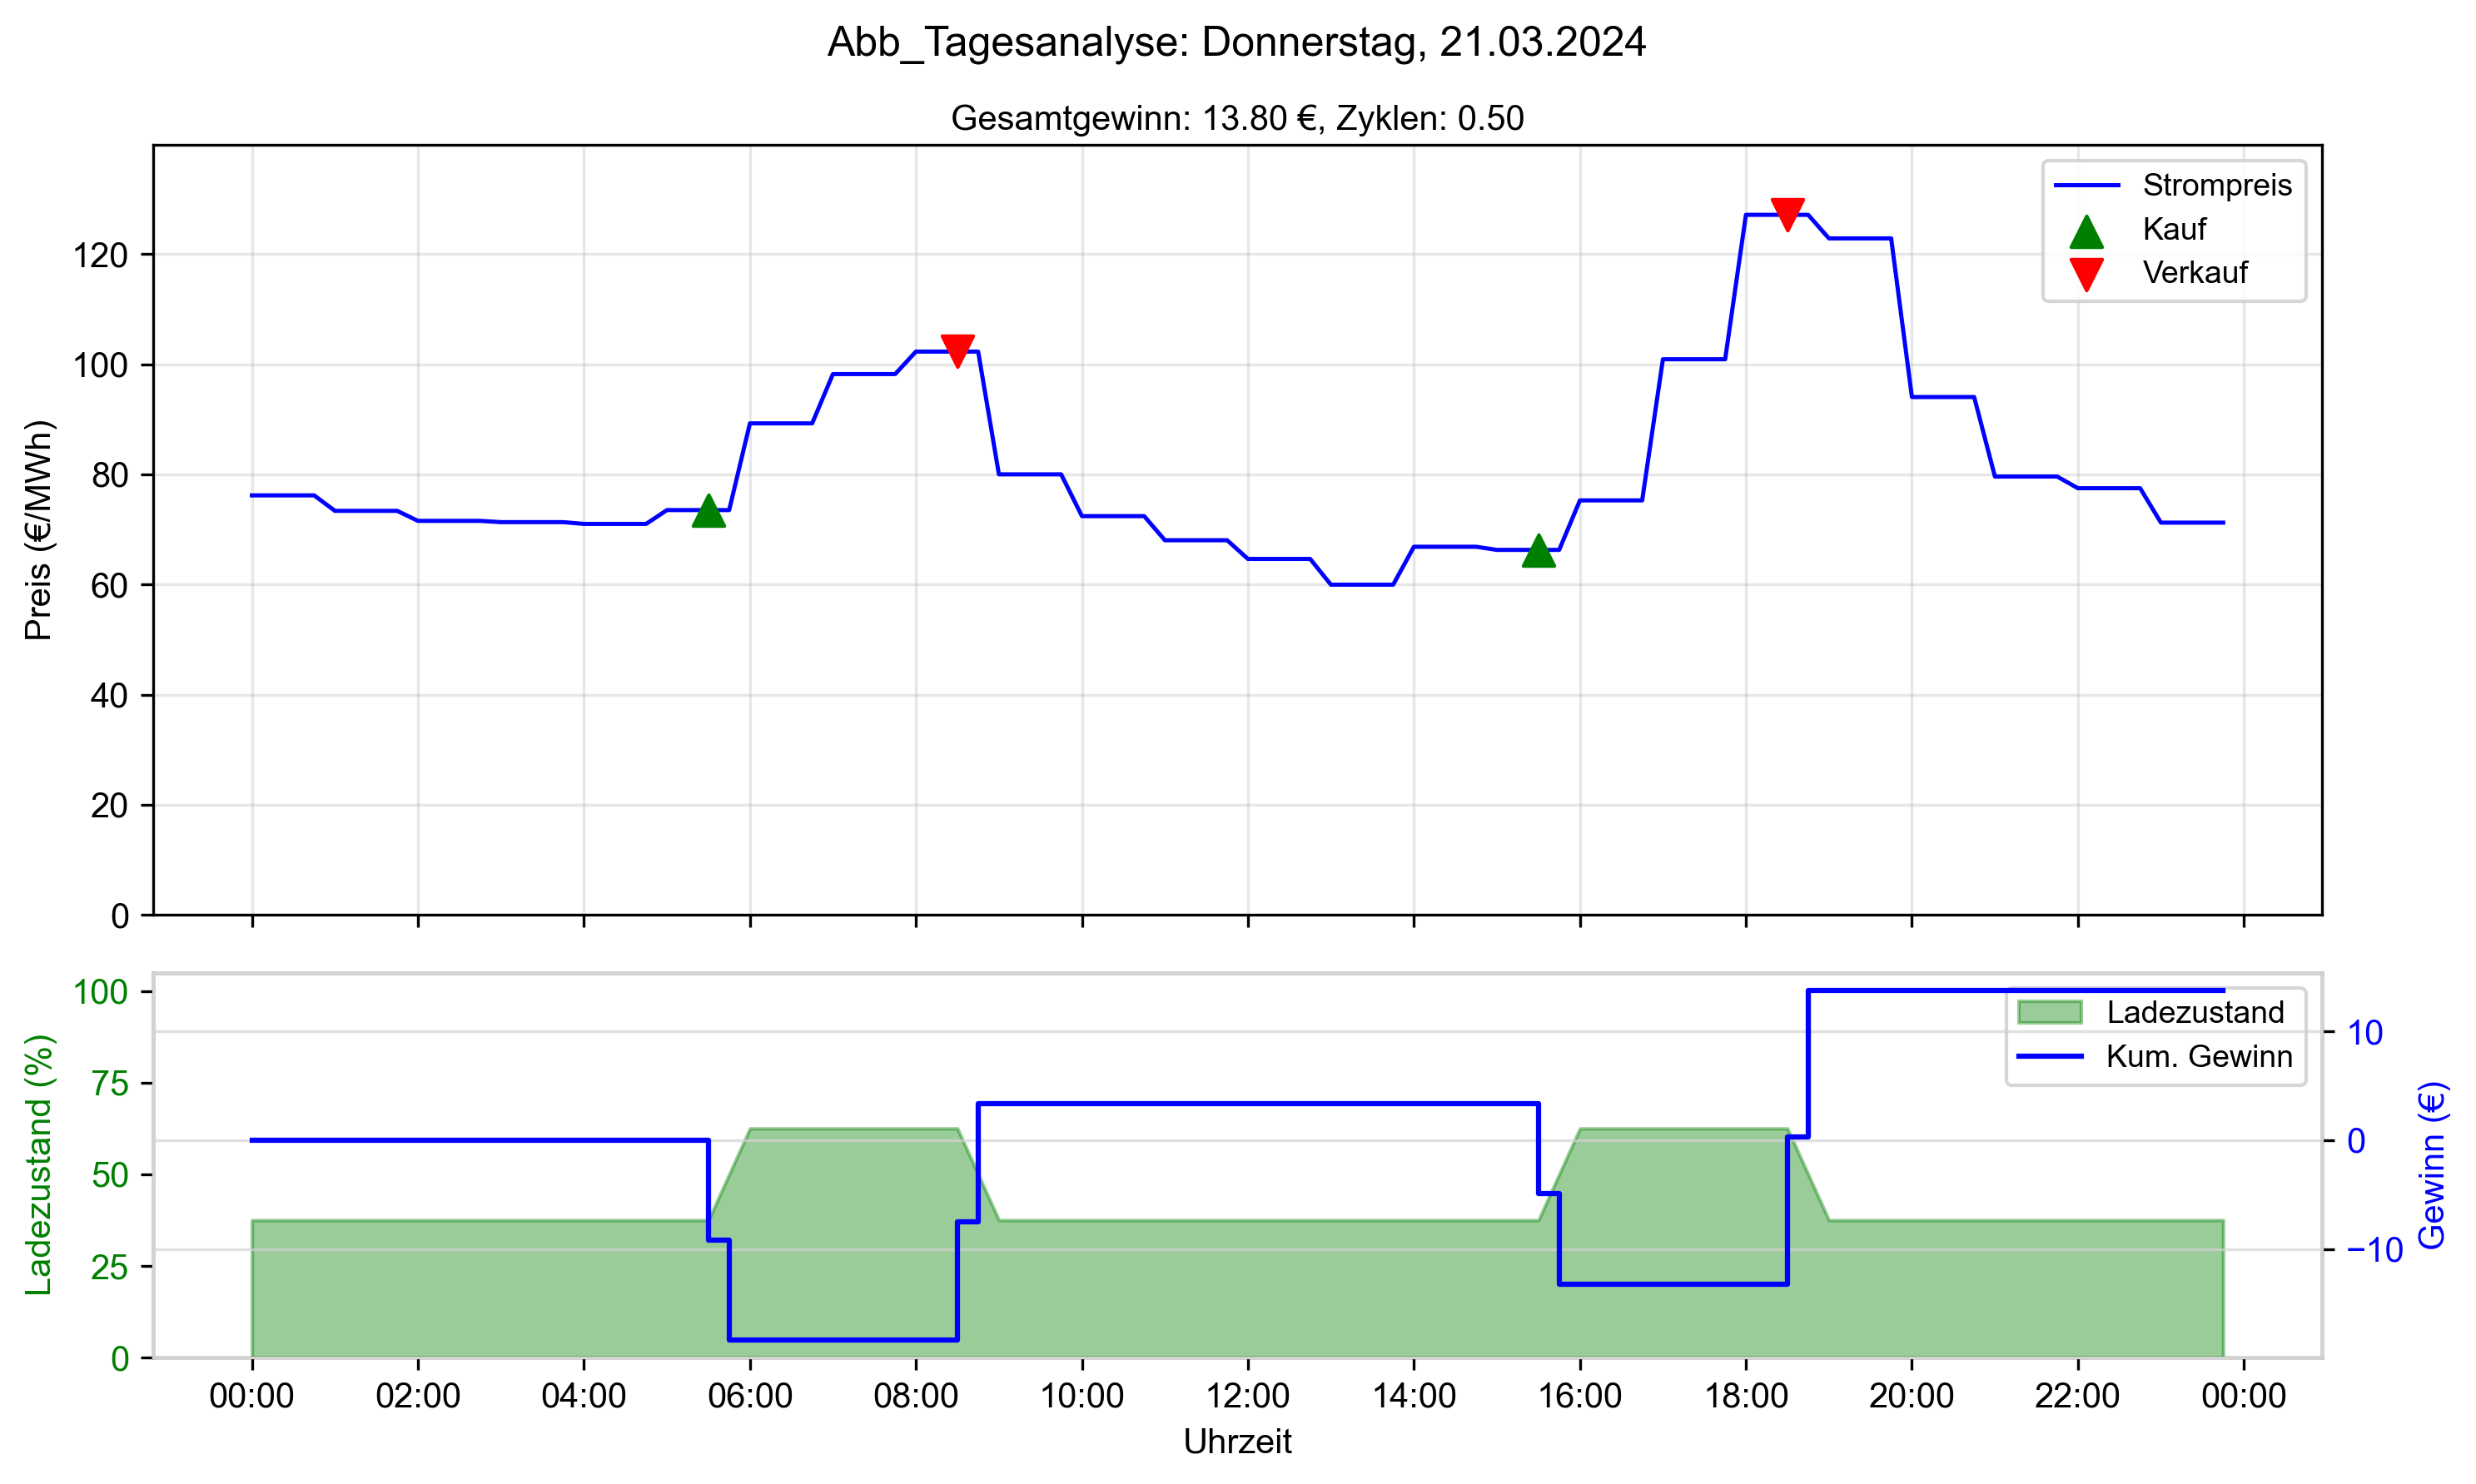 Abb_Tagesanalyse: Donnerstag, 21.03.2024
Gesamtgewinn: 13.80 €, Zyklen: 0.50
Preis (€/MWh)
120
100
80
60
40
20
0
Strompreis
Kauf
Verkauf
Ladezustand (%)
100
75
50
25
0
Ladezustand
Kum. Gewinn
10
0
−10
Gewinn (€)
00:00 02:00 04:00 06:00 08:00 10:00 12:00 14:00 16:00 18:00 20:00 22:00 00:00
Uhrzeit